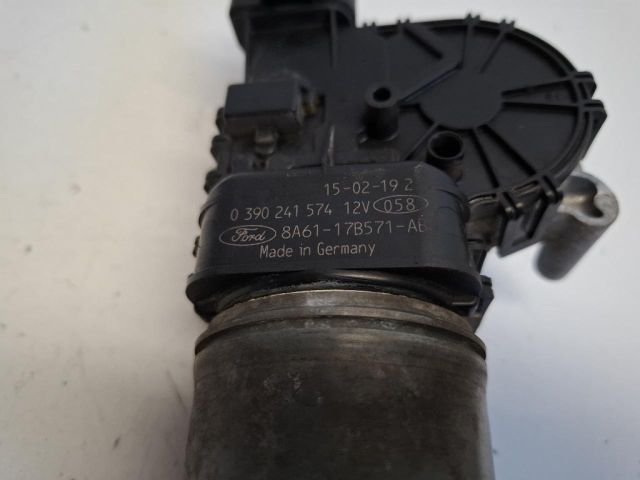 15-02-19 2
0 390 241 574 12V 058
Ford 8A61-17B571-AB
Made in Germany